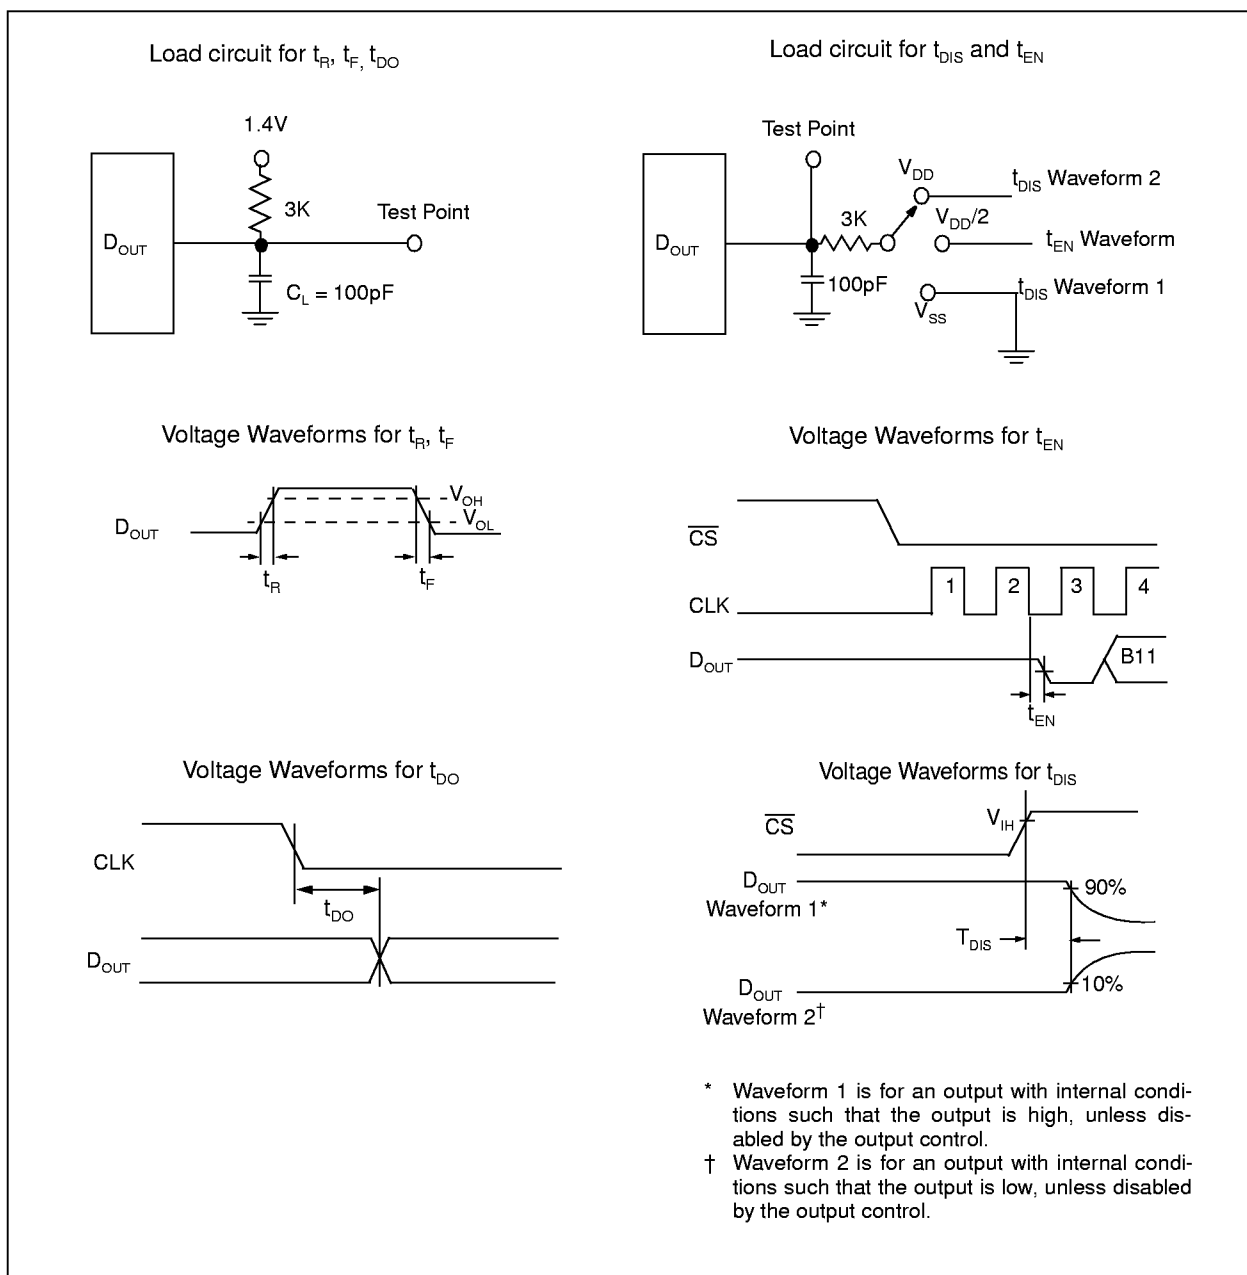 Load circuit for tR, tF, tDO
1.4V
3K
Test Point
DOUT
CL = 100pF
Load circuit for tDIS and tEN
Test Point
VDD
tDIS Waveform 2
3K
VDD/2
DOUT
tEN Waveform
100pF
tDIS Waveform 1
VSS
Voltage Waveforms for tR, tF
VOH
VOL
DOUT
tR
tF
Voltage Waveforms for tEN
CS
1 2 3 4
CLK
DOUT
B11
tEN
Voltage Waveforms for tDO
CLK
tDO
DOUT
Voltage Waveforms for tDIS
VIH
CS
DOUT
90%
Waveform 1*
TDIS
DOUT
10%
Waveform 2†
* Waveform 1 is for an output with internal condi-
tions such that the output is high, unless dis-
abled by the output control.
† Waveform 2 is for an output with internal condi-
tions such that the output is low, unless disabled
by the output control.